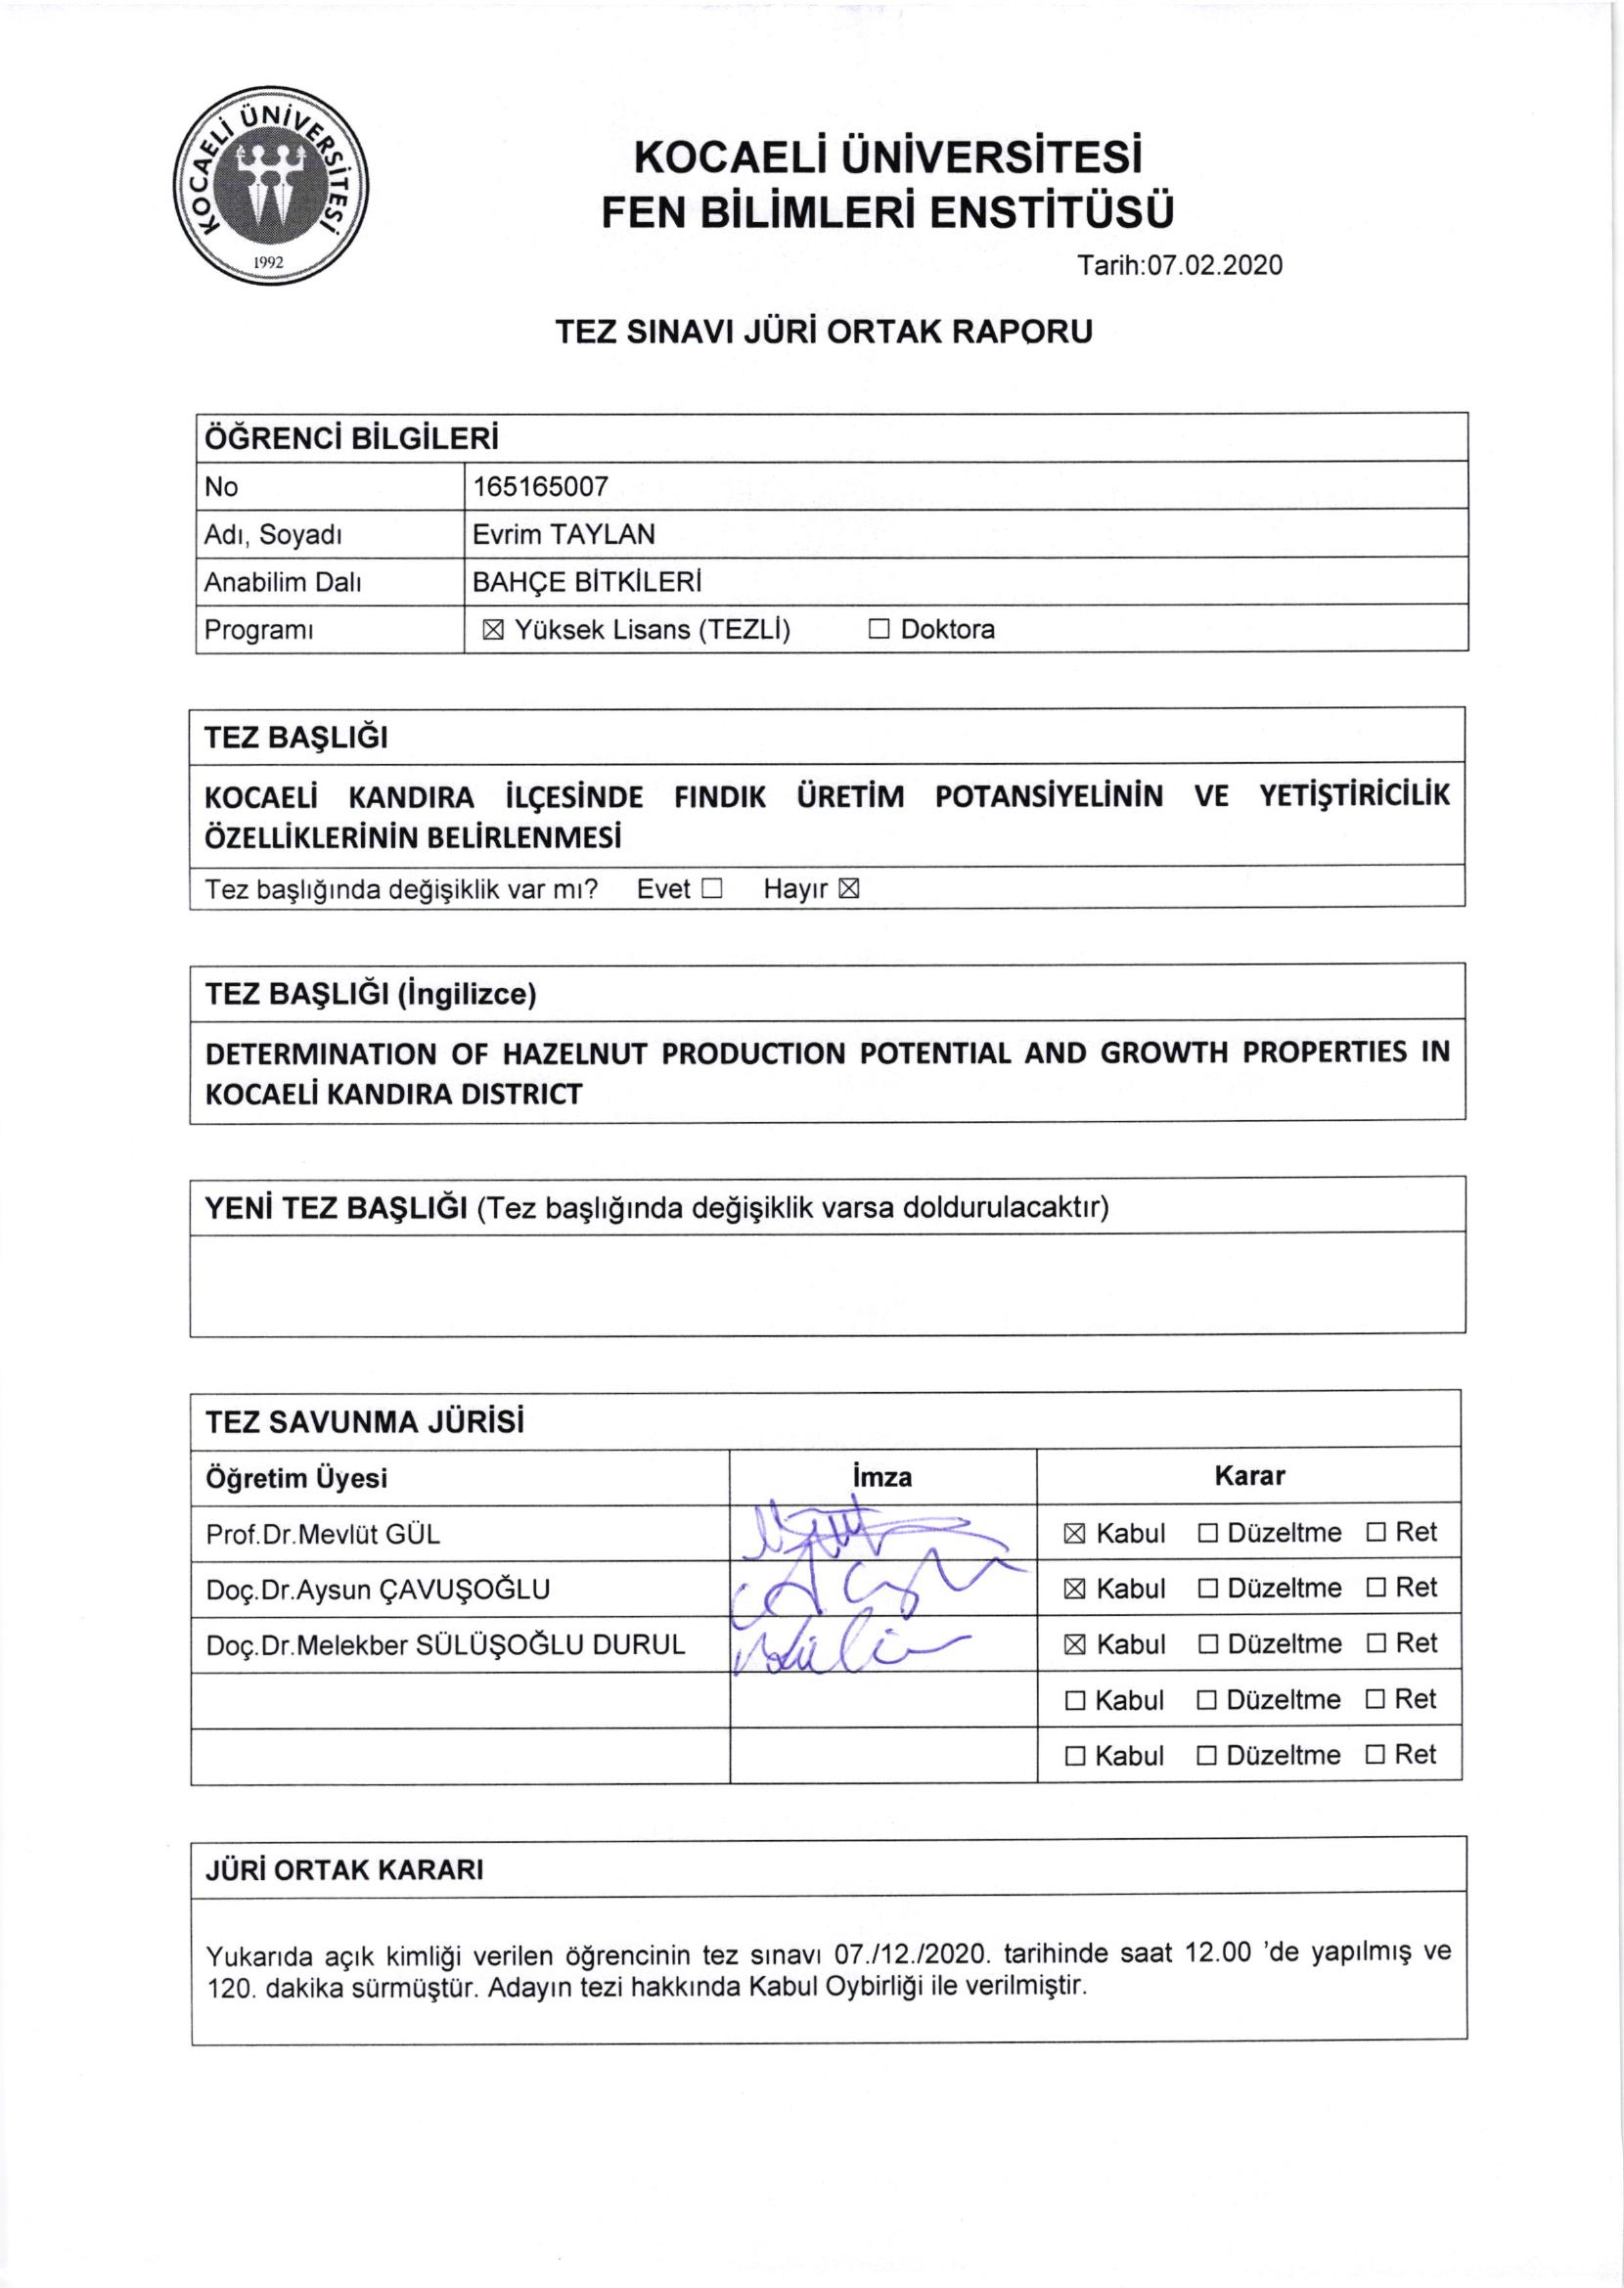 KOCAELİ ÜNİVERSİTESİ
1992
KOCAELİ ÜNİVERSİTESİ
FEN BİLİMLERİ ENSTİTÜSÜ
Tarih:07.02.2020
TEZ SINAVI JÜRİ ORTAK RAPORU
ÖĞRENCİ BİLGİLERİ
No 165165007
Adı, Soyadı Evrim TAYLAN
Anabilim Dalı BAHÇE BİTKİLERİ
Programı ☒ Yüksek Lisans (TEZLİ) ☐ Doktora
TEZ BAŞLIĞI
KOCAELİ KANDIRA İLÇESİNDE FINDIK ÜRETİM POTANSİYELİNİN VE YETİŞTİRİCİLİK
ÖZELLİKLERİNİN BELİRLENMESİ
Tez başlığında değişiklik var mı? Evet ☐ Hayır ☒
TEZ BAŞLIĞI (İngilizce)
DETERMINATION OF HAZELNUT PRODUCTION POTENTIAL AND GROWTH PROPERTIES IN
KOCAELİ KANDIRA DISTRICT
YENİ TEZ BAŞLIĞI (Tez başlığında değişiklik varsa doldurulacaktır)
TEZ SAVUNMA JÜRİSİ
Öğretim Üyesi İmza Karar
Prof.Dr.Mevlüt GÜL ☒ Kabul ☐ Düzeltme ☐ Ret
Doç.Dr.Aysun ÇAVUŞOĞLU ☒ Kabul ☐ Düzeltme ☐ Ret
Doç.Dr.Melekber SÜLÜŞOĞLU DURUL ☒ Kabul ☐ Düzeltme ☐ Ret
☐ Kabul ☐ Düzeltme ☐ Ret
☐ Kabul ☐ Düzeltme ☐ Ret
JÜRİ ORTAK KARARI
Yukarıda açık kimliği verilen öğrencinin tez sınavı 07./12./2020. tarihinde saat 12.00 'de yapılmış ve
120. dakika sürmüştür. Adayın tezi hakkında Kabul Oybirliği ile verilmiştir.